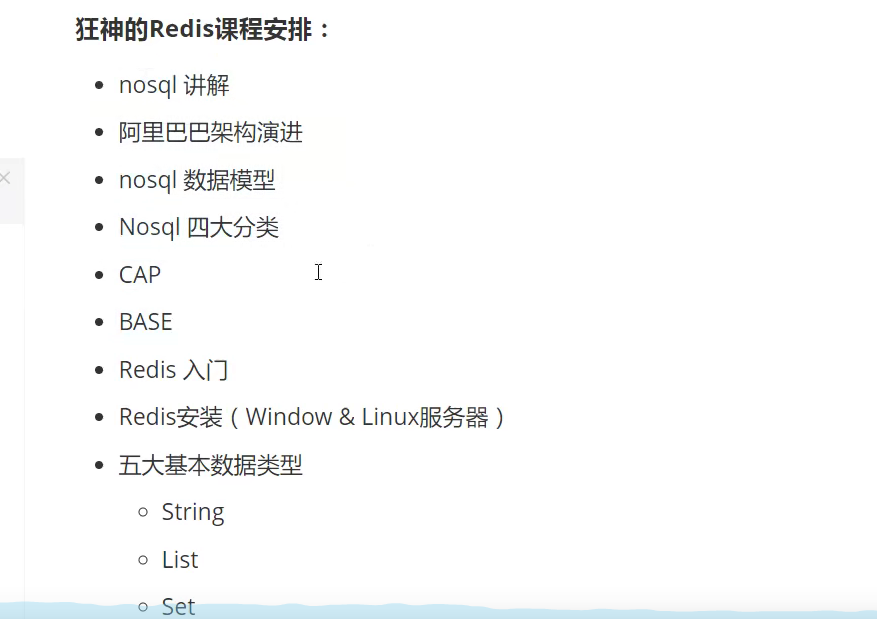 狂神的Redis课程安排：
nosql 讲解
阿里巴巴架构演进
nosql 数据模型
Nosql 四大分类
CAP
BASE
Redis 入门
Redis安装（Window & Linux服务器）
五大基本数据类型
String
List
Set